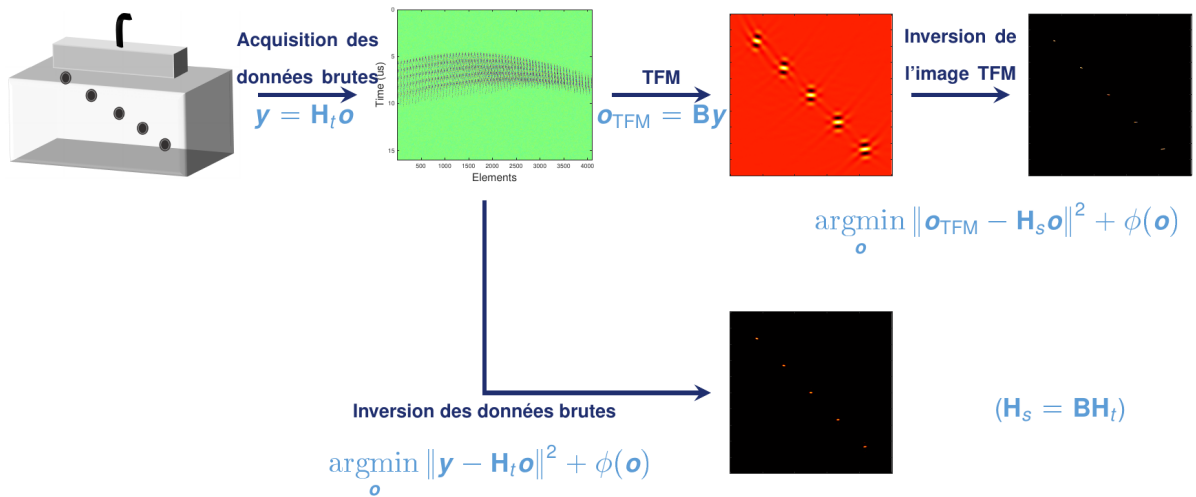 Acquisition des
données brutes
y = H_t o
0
5
10
15
Time (us)
500 1000 1500 2000 2500 3000 3500 4000
Elements
TFM
o_TFM = By
Inversion de
l'image TFM
argmin_o ‖o_TFM − H_s o‖² + ϕ(o)
Inversion des données brutes
argmin_o ‖y − H_t o‖² + ϕ(o)
(H_s = BH_t)